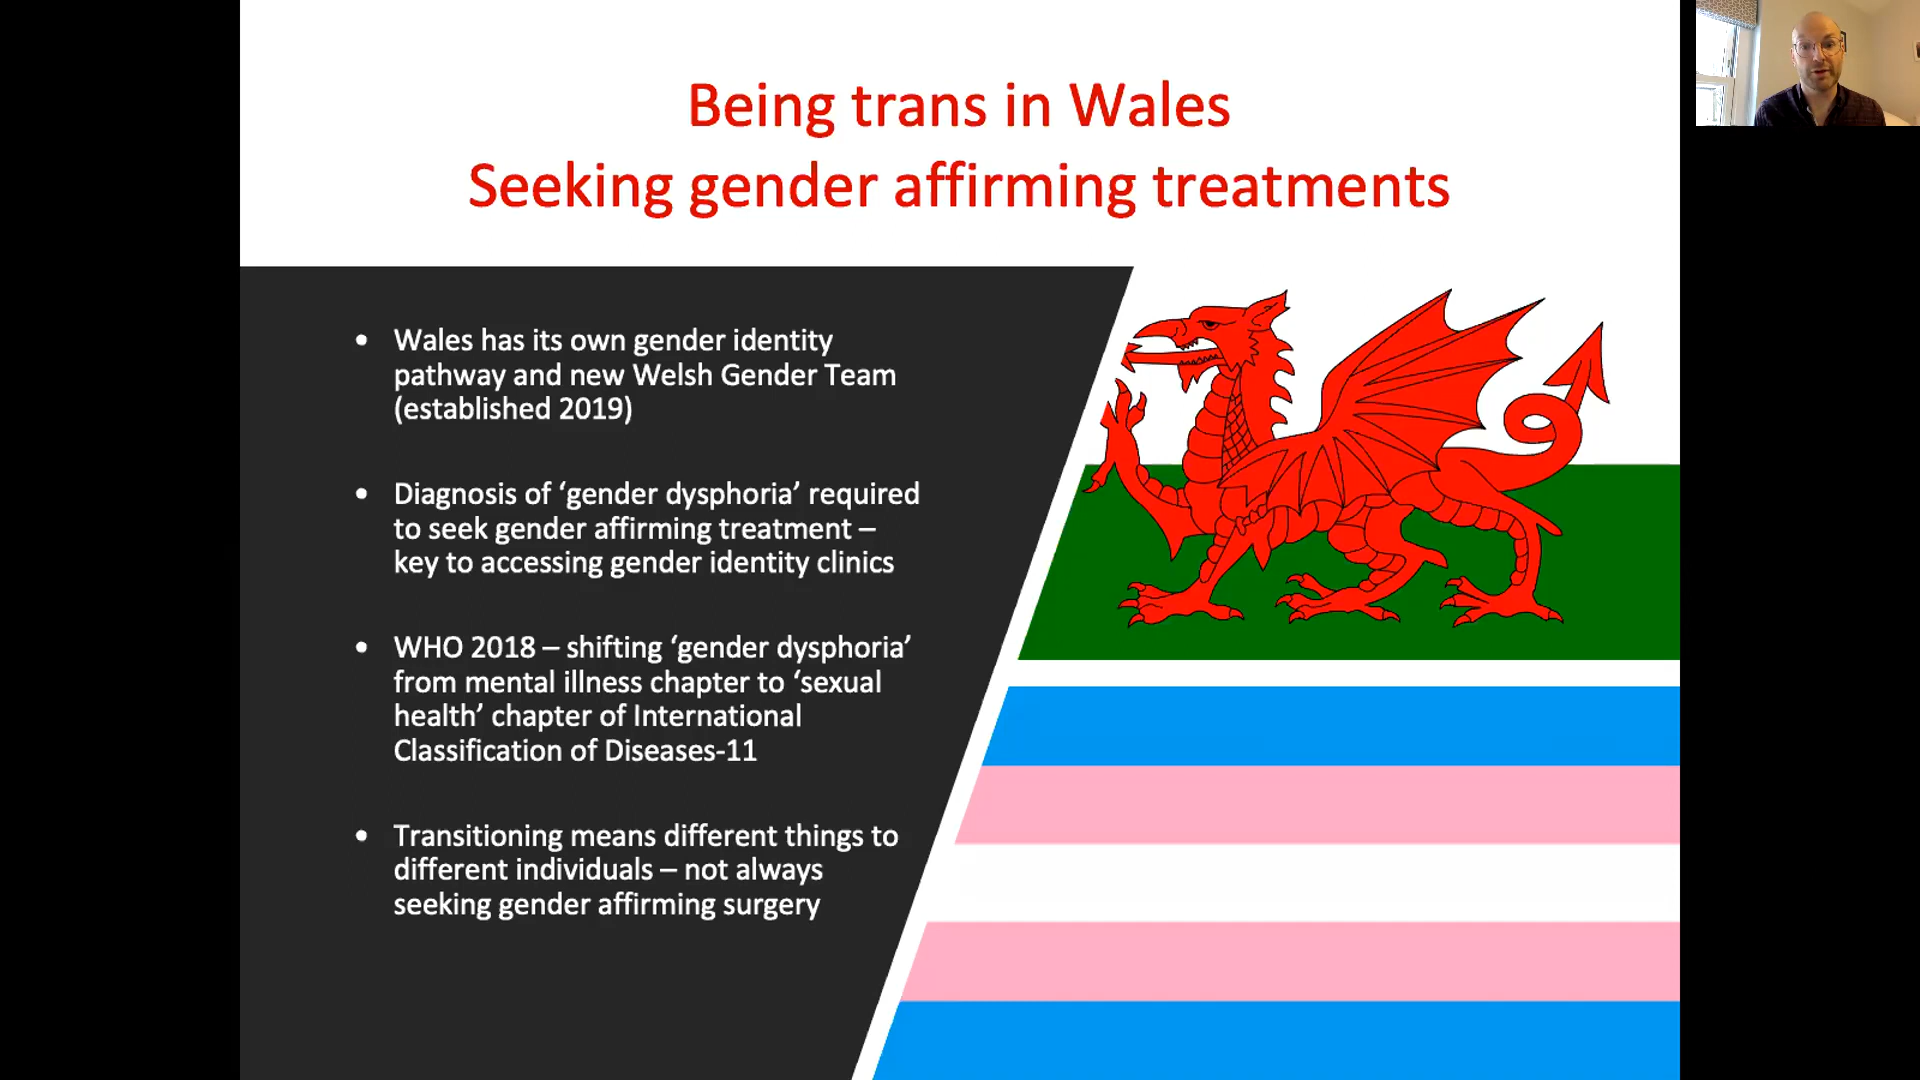 Being trans in Wales
Seeking gender affirming treatments
• Wales has its own gender identity
pathway and new Welsh Gender Team
(established 2019)
• Diagnosis of ‘gender dysphoria’ required
to seek gender affirming treatment –
key to accessing gender identity clinics
• WHO 2018 – shifting ‘gender dysphoria’
from mental illness chapter to ‘sexual
health’ chapter of International
Classification of Diseases-11
• Transitioning means different things to
different individuals – not always
seeking gender affirming surgery